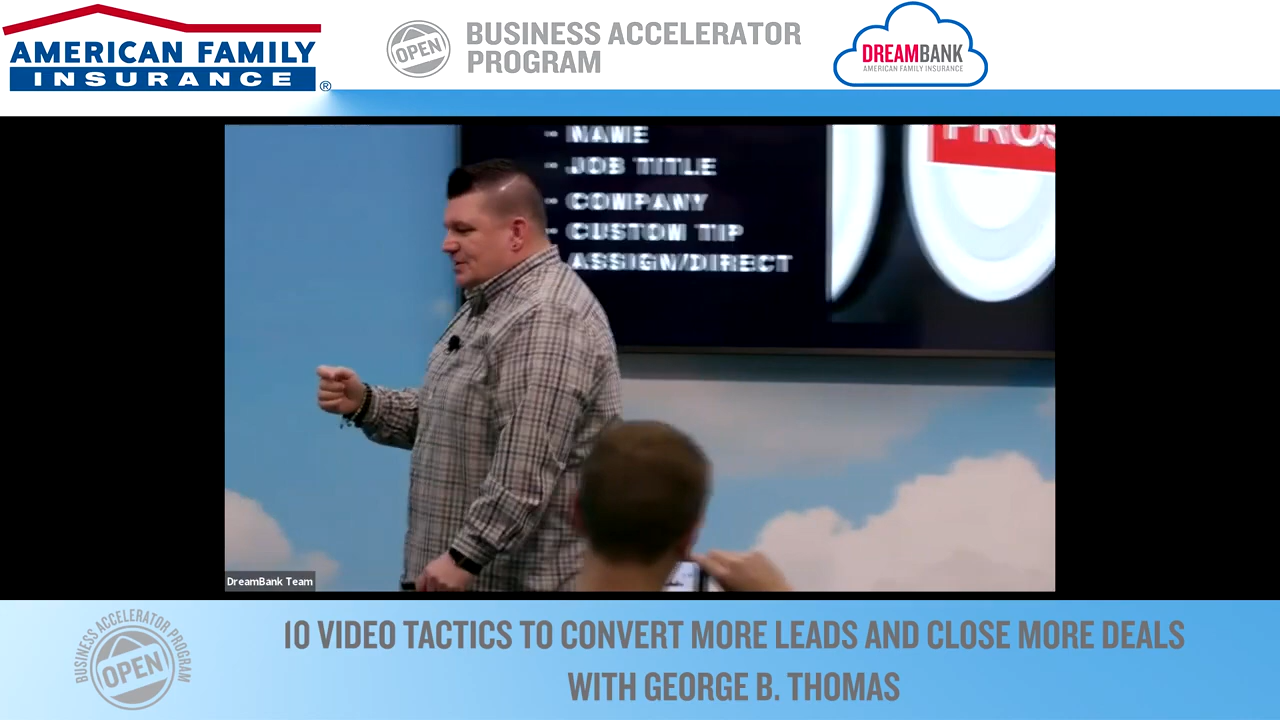 AMERICAN FAMILY
INSURANCE®
OPEN
BUSINESS ACCELERATOR
PROGRAM
DREAMBANK
AMERICAN FAMILY INSURANCE
- NAME
- JOB TITLE
- COMPANY
- CUSTOM TIP
ASSIGN/DIRECT
PROS
DreamBank Team
BUSINESS ACCELERATOR PROGRAM
OPEN
10 VIDEO TACTICS TO CONVERT MORE LEADS AND CLOSE MORE DEALS
WITH GEORGE B. THOMAS